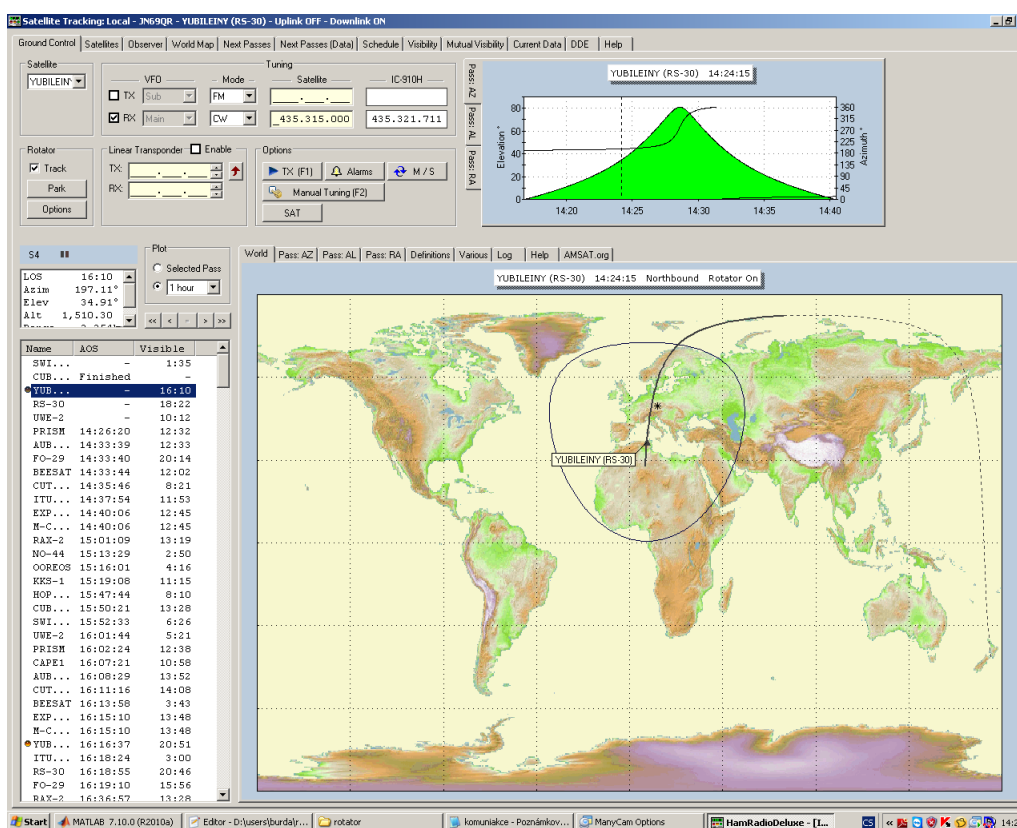 Satellite Tracking: Local - JN69QR - YUBILEINY (RS-30) - Uplink OFF - Downlink ON
Ground Control Satellites Observer World Map Next Passes Next Passes (Data) Schedule Visibility Mutual Visibility Current Data DDE Help
Satellite
YUBILEIN
Tuning
VFO Mode Satellite IC-910H
TX Sub FM __.___.___
RX Main CW _435.315.000 435.321.711
Rotator
Track
Park
Options
Linear Transponder Enable
TX: __.___.___
RX: __.___.___
Options
TX (F1) Alarms M / S
Manual Tuning (F2)
SAT
Pass: AZ
Pass: AL
Pass: RA
YUBILEINY (RS-30) 14:24:15
Elevation °
80
60
40
20
0
360
315
270
225
180
135
90
45
0
Azimuth °
14:20 14:25 14:30 14:35 14:40
S4
LOS 16:10
Azim 197.11°
Elev 34.91°
Alt 1,510.30
Plot
Selected Pass
1 hour
<< < - > >>
World Pass: AZ Pass: AL Pass: RA Definitions Various Log Help AMSAT.org
YUBILEINY (RS-30) 14:24:15 Northbound Rotator On
YUBILEINY (RS-30)
Name AOS Visible
SWI... - 1:35
CUB... Finished -
YUB... - 16:10
RS-30 - 18:22
UWE-2 - 10:12
PRISM 14:26:20 12:32
AUB... 14:33:39 12:33
FO-29 14:33:40 20:14
BEESAT 14:33:44 12:02
CUT... 14:35:46 8:21
ITU... 14:37:54 11:53
EXP... 14:40:06 12:45
M-C... 14:40:06 12:45
RAX-2 15:01:09 13:19
NO-44 15:13:29 2:50
OOREOS 15:16:01 4:16
KKS-1 15:19:08 11:15
HOP... 15:47:44 8:10
CUB... 15:50:21 13:28
SWI... 15:52:33 6:26
UWE-2 16:01:44 5:21
PRISM 16:02:24 12:38
CAPE1 16:07:21 10:58
AUB... 16:08:29 13:52
CUT... 16:11:16 14:08
BEESAT 16:13:58 3:43
EXP... 16:15:10 13:48
M-C... 16:15:10 13:48
YUB... 16:16:37 20:51
ITU... 16:18:24 3:00
RS-30 16:18:55 20:46
FO-29 16:19:10 15:56
RAX-2 16:36:57 13:28
Start MATLAB 7.10.0 (R2010a) Editor - D:\users\burda\r... rotator komuniakce - Poznámkov... ManyCam Options HamRadioDeluxe - [I... CS « 14:2